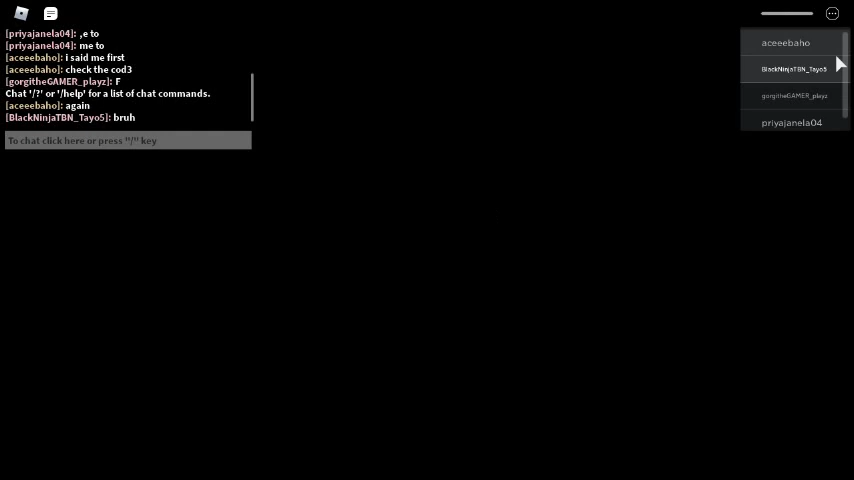 [priyajanela04]: ,e to
[priyajanela04]: me to
[aceeebaho]: i said me first
[aceeebaho]: check the cod3
[gorgitheGAMER_playz]: F
Chat '/?' or '/help' for a list of chat commands.
[aceeebaho]: again
[BlackNinjaTBN_Tayo5]: bruh
To chat click here or press "/" key
aceeebaho
BlackNinjaTBN_Tayo5
gorgitheGAMER_playz
priyajanela04